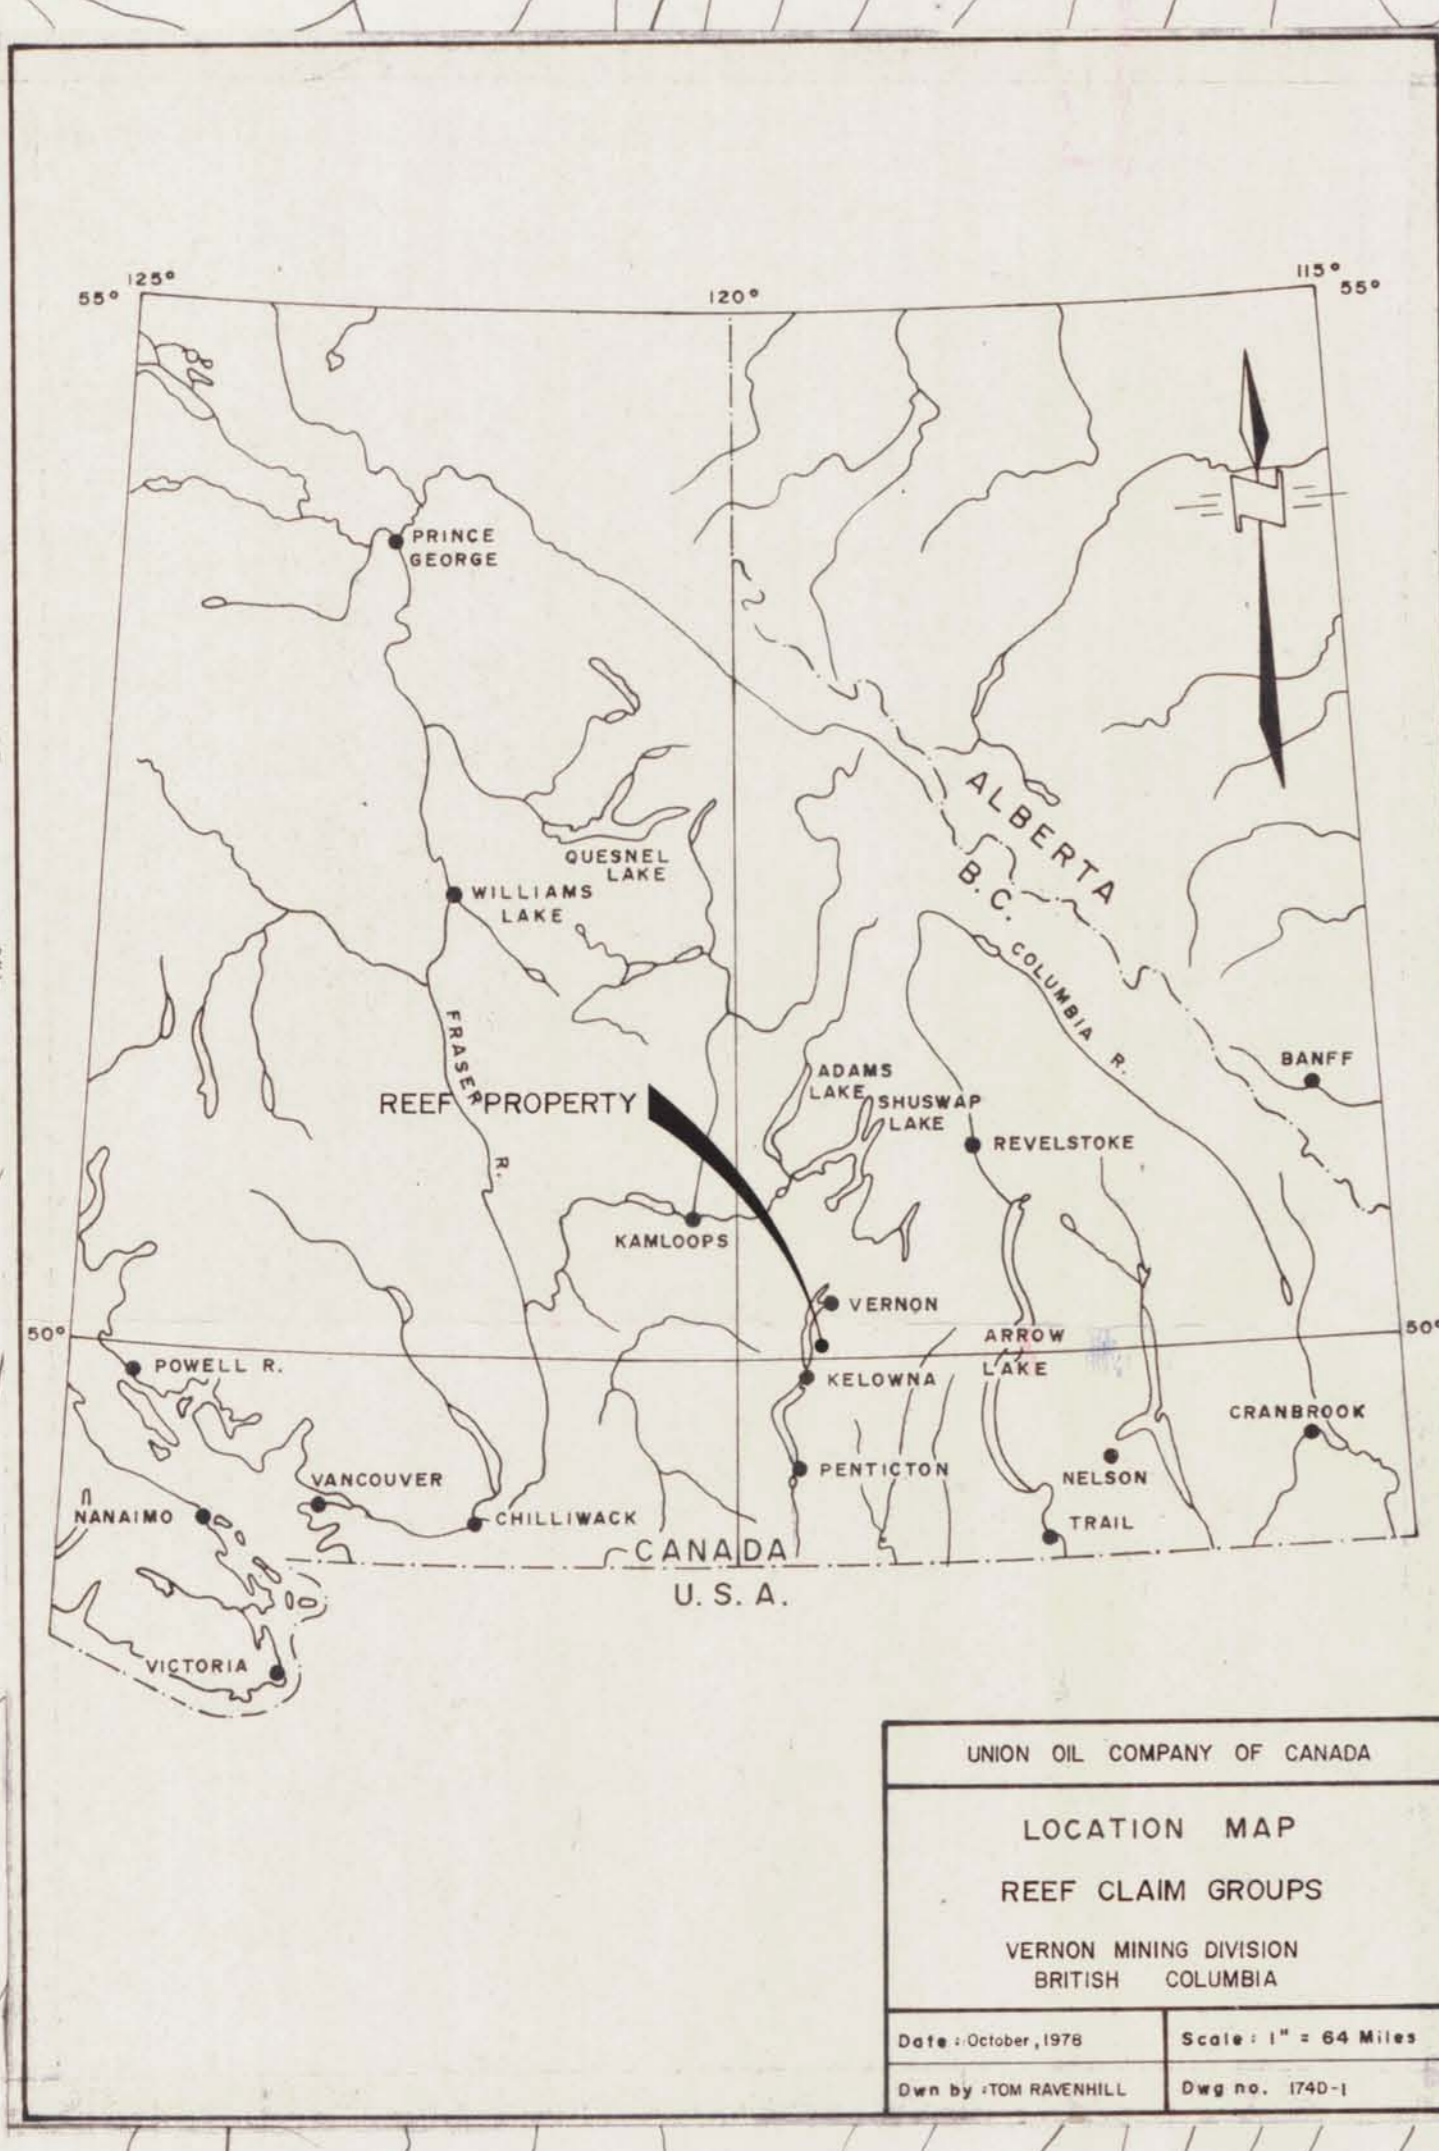 125°
55°
120°
115°
55°
PRINCE
GEORGE
ALBERTA
B.C.
QUESNEL
LAKE
WILLIAMS
LAKE
COLUMBIA R.
FRASER R.
BANFF
ADAMS
LAKE
SHUSWAP
LAKE
REEF PROPERTY
REVELSTOKE
KAMLOOPS
VERNON
50°
50°
ARROW
LAKE
POWELL R.
KELOWNA
CRANBROOK
PENTICTON
NELSON
VANCOUVER
NANAIMO
CHILLIWACK
TRAIL
CANADA
U.S.A.
VICTORIA
UNION OIL COMPANY OF CANADA
LOCATION MAP
REEF CLAIM GROUPS
VERNON MINING DIVISION
BRITISH COLUMBIA
Date : October, 1978
Scale : 1" = 64 Miles
Dwn by : TOM RAVENHILL
Dwg no. 174D-1